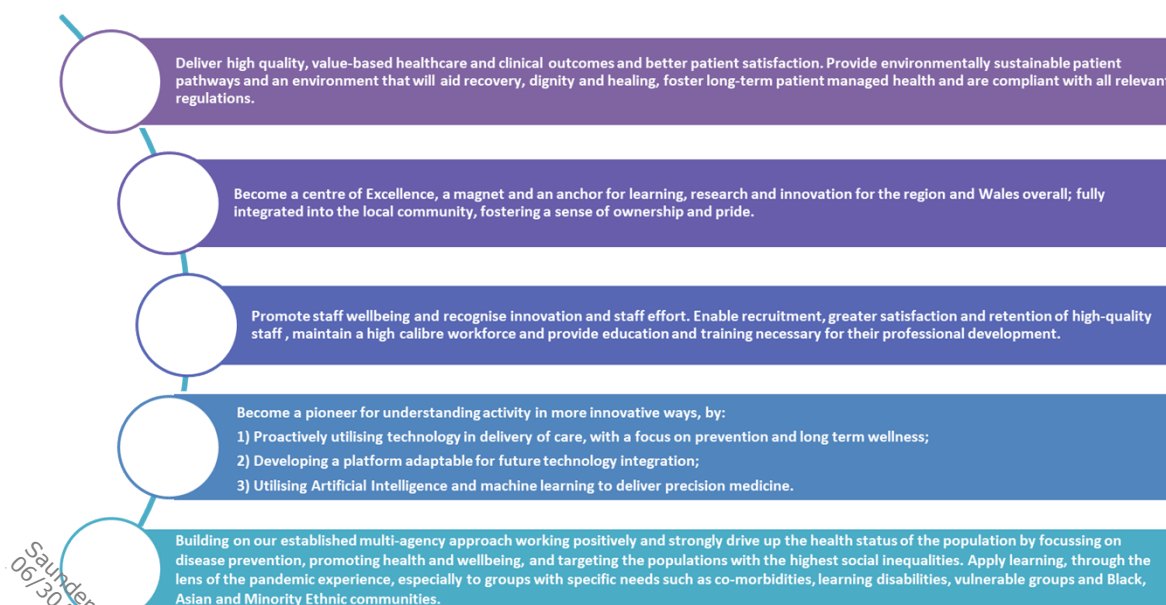 Deliver high quality, value-based healthcare and clinical outcomes and better patient satisfaction. Provide environmentally sustainable patient
pathways and an environment that will aid recovery, dignity and healing, foster long-term patient managed health and are compliant with all relevant
regulations.
Become a centre of Excellence, a magnet and an anchor for learning, research and innovation for the region and Wales overall; fully
integrated into the local community, fostering a sense of ownership and pride.
Promote staff wellbeing and recognise innovation and staff effort. Enable recruitment, greater satisfaction and retention of high-quality
staff , maintain a high calibre workforce and provide education and training necessary for their professional development.
Become a pioneer for understanding activity in more innovative ways, by:
1) Proactively utilising technology in delivery of care, with a focus on prevention and long term wellness;
2) Developing a platform adaptable for future technology integration;
3) Utilising Artificial Intelligence and machine learning to deliver precision medicine.
Building on our established multi-agency approach working positively and strongly drive up the health status of the population by focussing on
disease prevention, promoting health and wellbeing, and targeting the populations with the highest social inequalities. Apply learning, through the
lens of the pandemic experience, especially to groups with specific needs such as co-morbidities, learning disabilities, vulnerable groups and Black,
Asian and Minority Ethnic communities.
Saunder
06/30